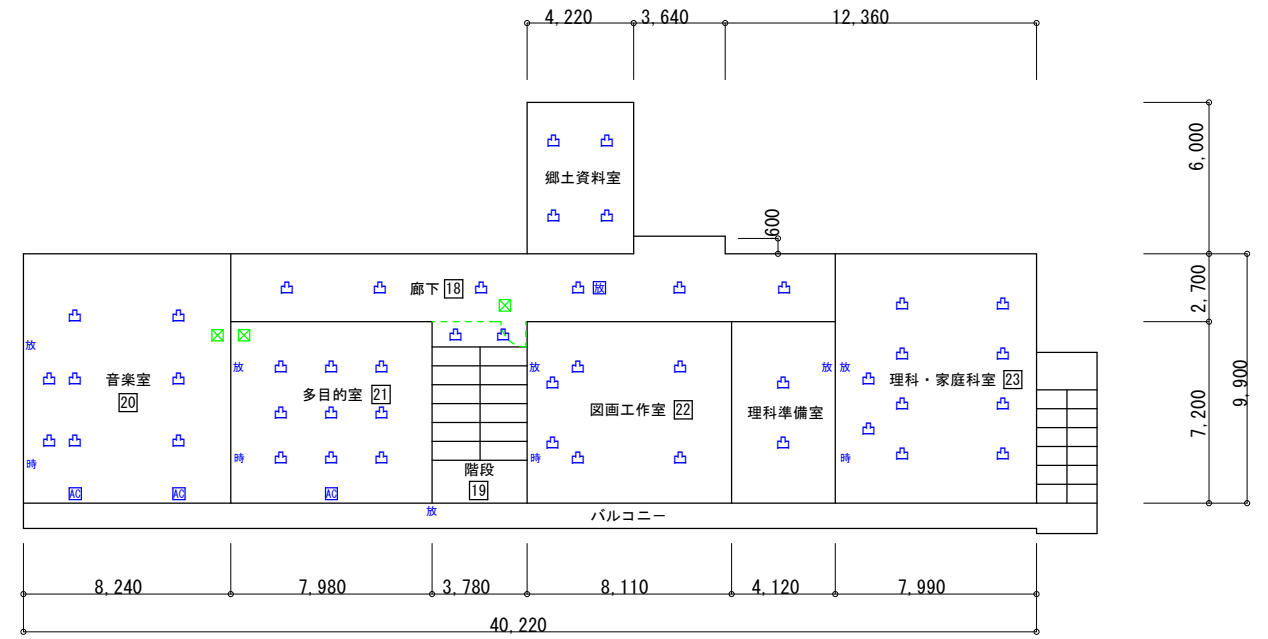 4,220
3,640
12,360
6,000
郷土資料室
600
廊下 18
放
2,700
放
音楽室
20
放
多目的室 21
放
図画工作室 22
放
理科準備室
放
理科・家庭科室 23
7,200
9,900
時
時
階段
19
時
時
AC
AC
AC
放
バルコニー
8,240
7,980
3,780
8,110
4,120
7,990
40,220